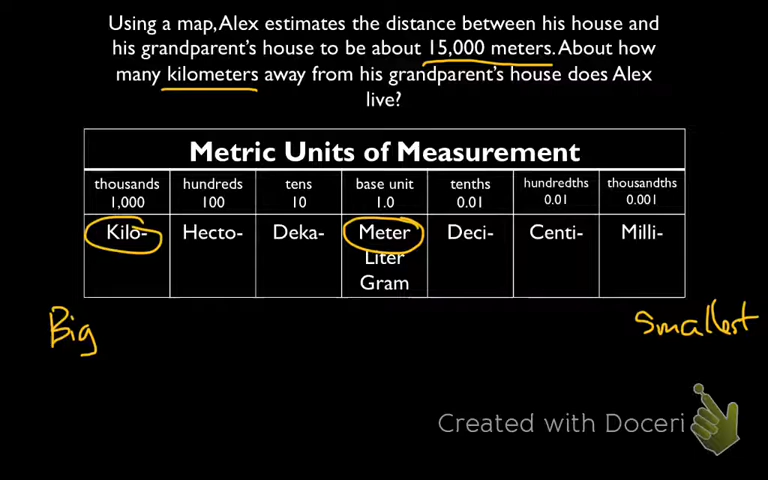 Using a map, Alex estimates the distance between his house and
his grandparent's house to be about 15,000 meters. About how
many kilometers away from his grandparent's house does Alex
live?
Metric Units of Measurement
thousands hundreds tens base unit tenths hundredths thousandths
1,000 100 10 1.0 0.01 0.01 0.001
Kilo- Hecto- Deka- Meter Deci- Centi- Milli-
Liter
Gram
Big Smallest
Created with Doceri